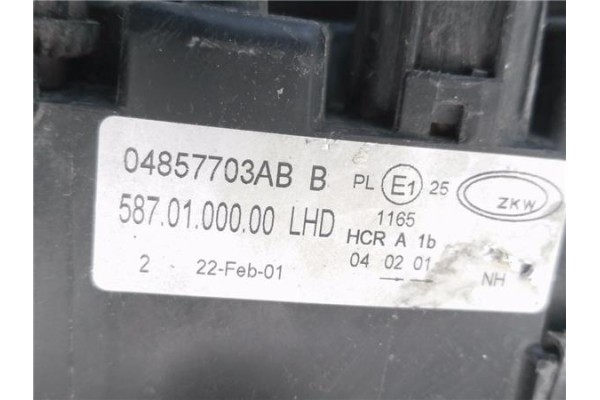 04857703AB B
PL E1 25
ZKW
587.01.000.00 LHD
1165
HCR A 1b
2 22-Feb-01
04 02 01
NH